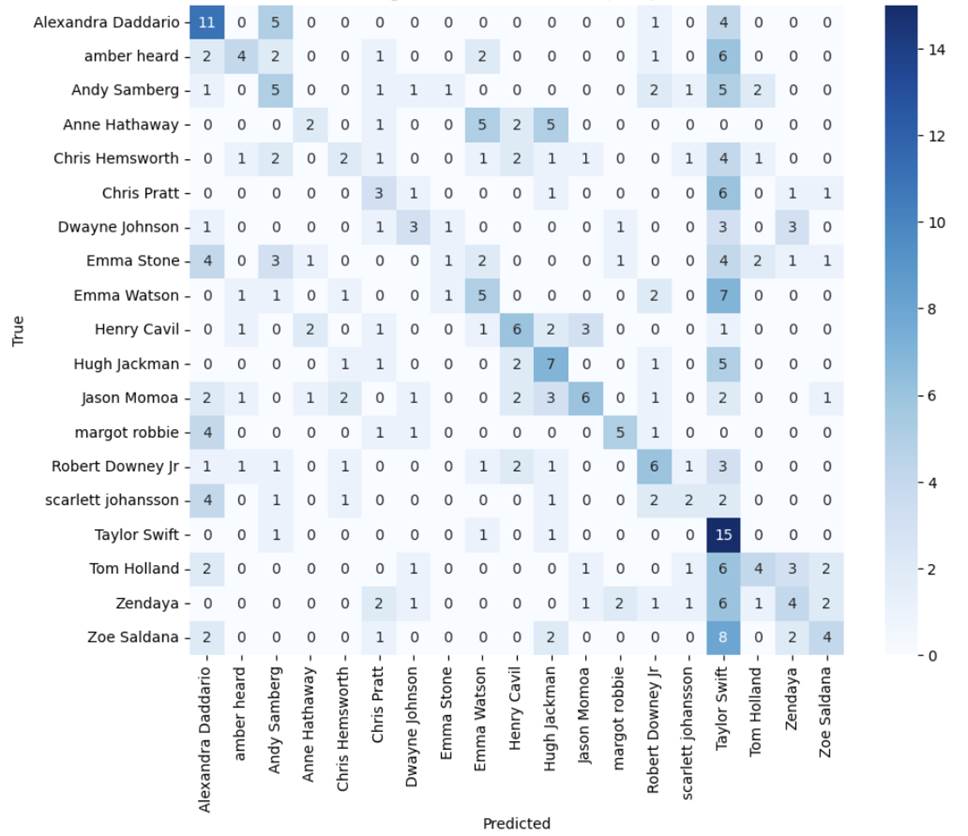 Alexandra Daddario 11 0 5 0 0 0 0 0 0 0 0 0 0 1 0 4 0 0 0
amber heard 2 4 2 0 0 1 0 0 2 0 0 0 0 1 0 6 0 0 0
Andy Samberg 1 0 5 0 0 1 1 1 0 0 0 0 0 2 1 5 2 0 0
Anne Hathaway 0 0 0 2 0 1 0 0 5 2 5 0 0 0 0 0 0 0 0
Chris Hemsworth 0 1 2 0 2 1 0 0 1 2 1 1 0 0 1 4 1 0 0
Chris Pratt 0 0 0 0 0 3 1 0 0 0 1 0 0 0 0 6 0 1 1
Dwayne Johnson 1 0 0 0 0 1 3 1 0 0 0 0 1 0 0 3 0 3 0
Emma Stone 4 0 3 1 0 0 0 1 2 0 0 0 1 0 0 4 2 1 1
Emma Watson 0 1 1 0 1 0 0 1 5 0 0 0 0 2 0 7 0 0 0
Henry Cavil 0 1 0 2 0 1 0 0 1 6 2 3 0 0 0 1 0 0 0
Hugh Jackman 0 0 0 0 1 1 0 0 0 2 7 0 0 1 0 5 0 0 0
Jason Momoa 2 1 0 1 2 0 1 0 0 2 3 6 0 1 0 2 0 0 1
margot robbie 4 0 0 0 0 1 1 0 0 0 0 0 5 1 0 0 0 0 0
Robert Downey Jr 1 1 1 0 1 0 0 0 1 2 1 0 0 6 1 3 0 0 0
scarlett johansson 4 0 1 0 1 0 0 0 0 0 1 0 0 2 2 2 0 0 0
Taylor Swift 0 0 1 0 0 0 0 0 1 0 1 0 0 0 0 15 0 0 0
Tom Holland 2 0 0 0 0 0 1 0 0 0 0 1 0 0 1 6 4 3 2
Zendaya 0 0 0 0 0 2 1 0 0 0 0 1 2 1 1 6 1 4 2
Zoe Saldana 2 0 0 0 0 1 0 0 0 0 2 0 0 0 0 8 0 2 4
True
Alexandra Daddario
amber heard
Andy Samberg
Anne Hathaway
Chris Hemsworth
Chris Pratt
Dwayne Johnson
Emma Stone
Emma Watson
Henry Cavil
Hugh Jackman
Jason Momoa
margot robbie
Robert Downey Jr
scarlett johansson
Taylor Swift
Tom Holland
Zendaya
Zoe Saldana
Predicted
14
12
10
8
6
4
2
0